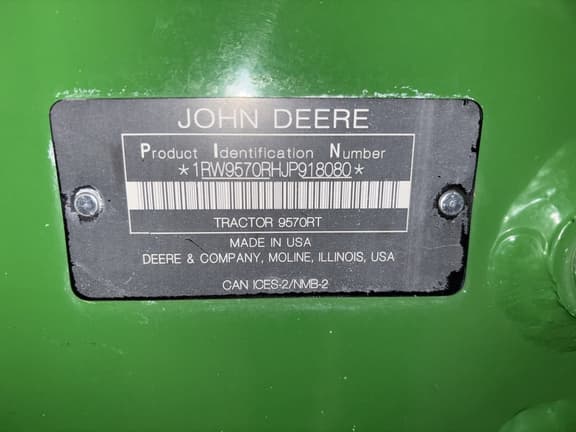 JOHN DEERE
Product Identification Number
*1RW9570RHJP918080*
TRACTOR 9570RT
MADE IN USA
DEERE & COMPANY, MOLINE, ILLINOIS, USA
CAN ICES-2/NMB-2